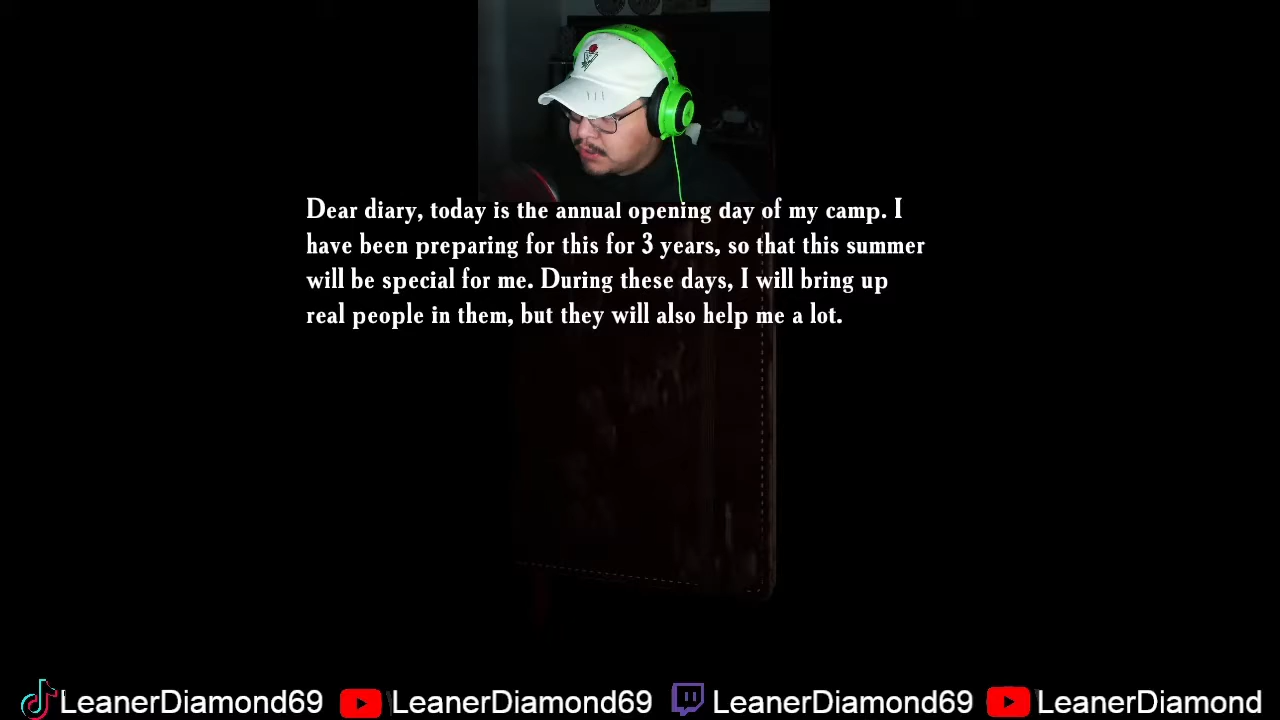 Dear diary, today is the annual opening day of my camp. I
have been preparing for this for 3 years, so that this summer
will be special for me. During these days, I will bring up
real people in them, but they will also help me a lot.
LeanerDiamond69 \LeanerDiamond69 \LeanerDiamond69 \LeanerDiamond